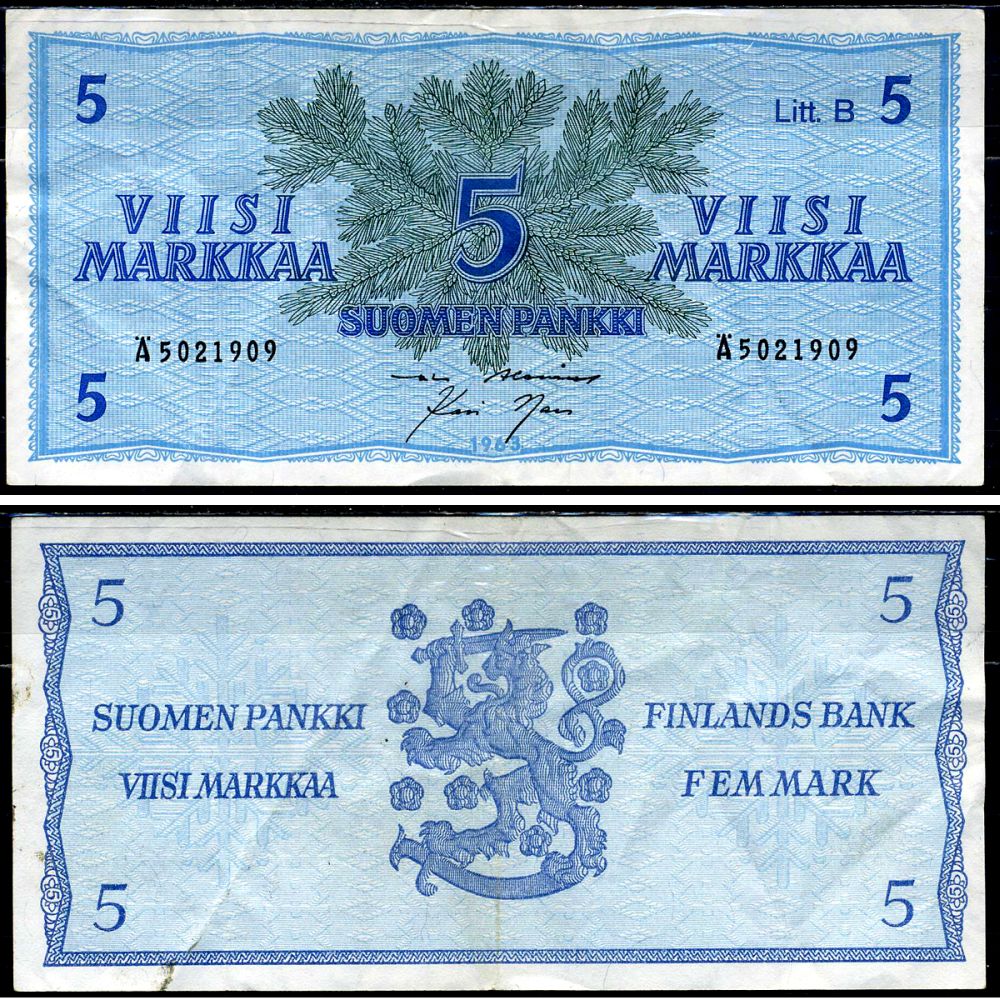 5 Litt. B 5
VIISI MARKKAA
5
VIISI MARKKAA
SUOMEN PANKKI
Ä5021909 Ä5021909
5 5
1963
5 5
SUOMEN PANKKI FINLANDS BANK
VIISI MARKKAA FEM MARK
5 5